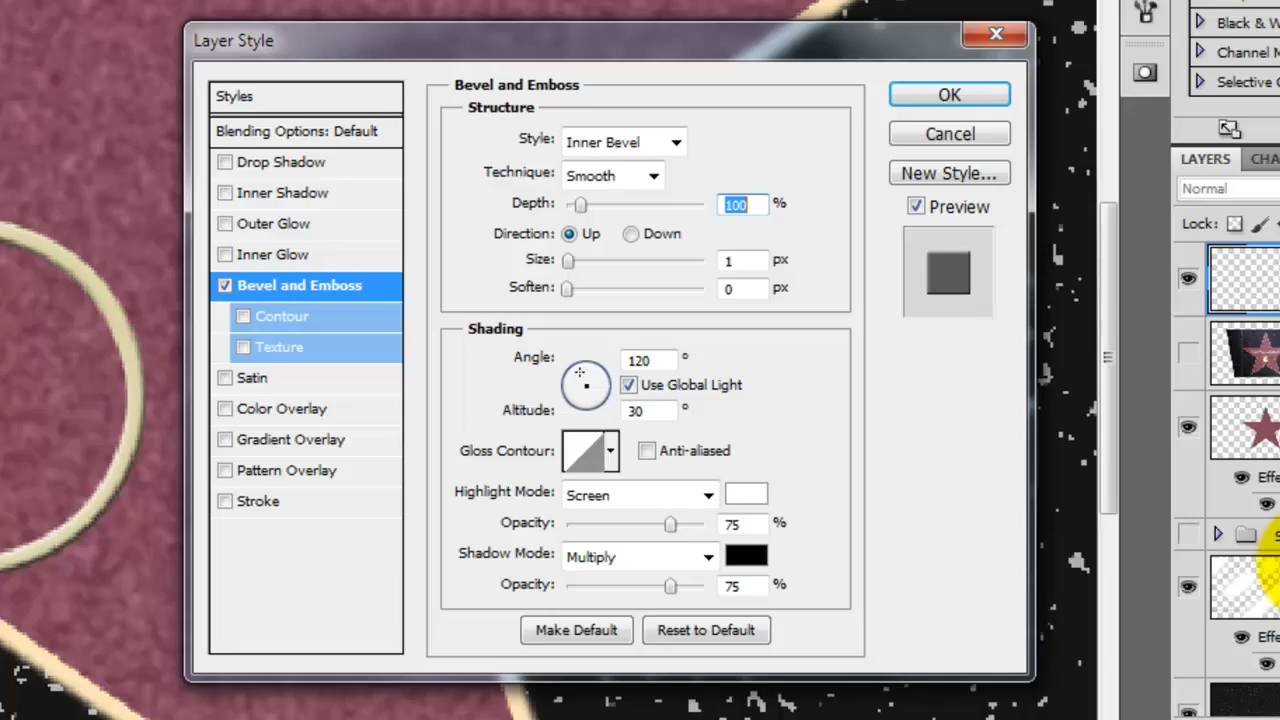 Layer Style
Styles
Blending Options: Default
Drop Shadow
Inner Shadow
Outer Glow
Inner Glow
Bevel and Emboss
Contour
Texture
Satin
Color Overlay
Gradient Overlay
Pattern Overlay
Stroke
Bevel and Emboss
Structure
Style: Inner Bevel
Technique: Smooth
Depth: 100 %
Direction: Up Down
Size: 1 px
Soften: 0 px
Shading
Angle: 120 °
Use Global Light
Altitude: 30 °
Gloss Contour: Anti-aliased
Highlight Mode: Screen
Opacity: 75 %
Shadow Mode: Multiply
Opacity: 75 %
Make Default Reset to Default
OK
Cancel
New Style...
Preview
Black & W
Channel M
Selective
LAYERS CHA
Normal
Lock:
Effe
Effe